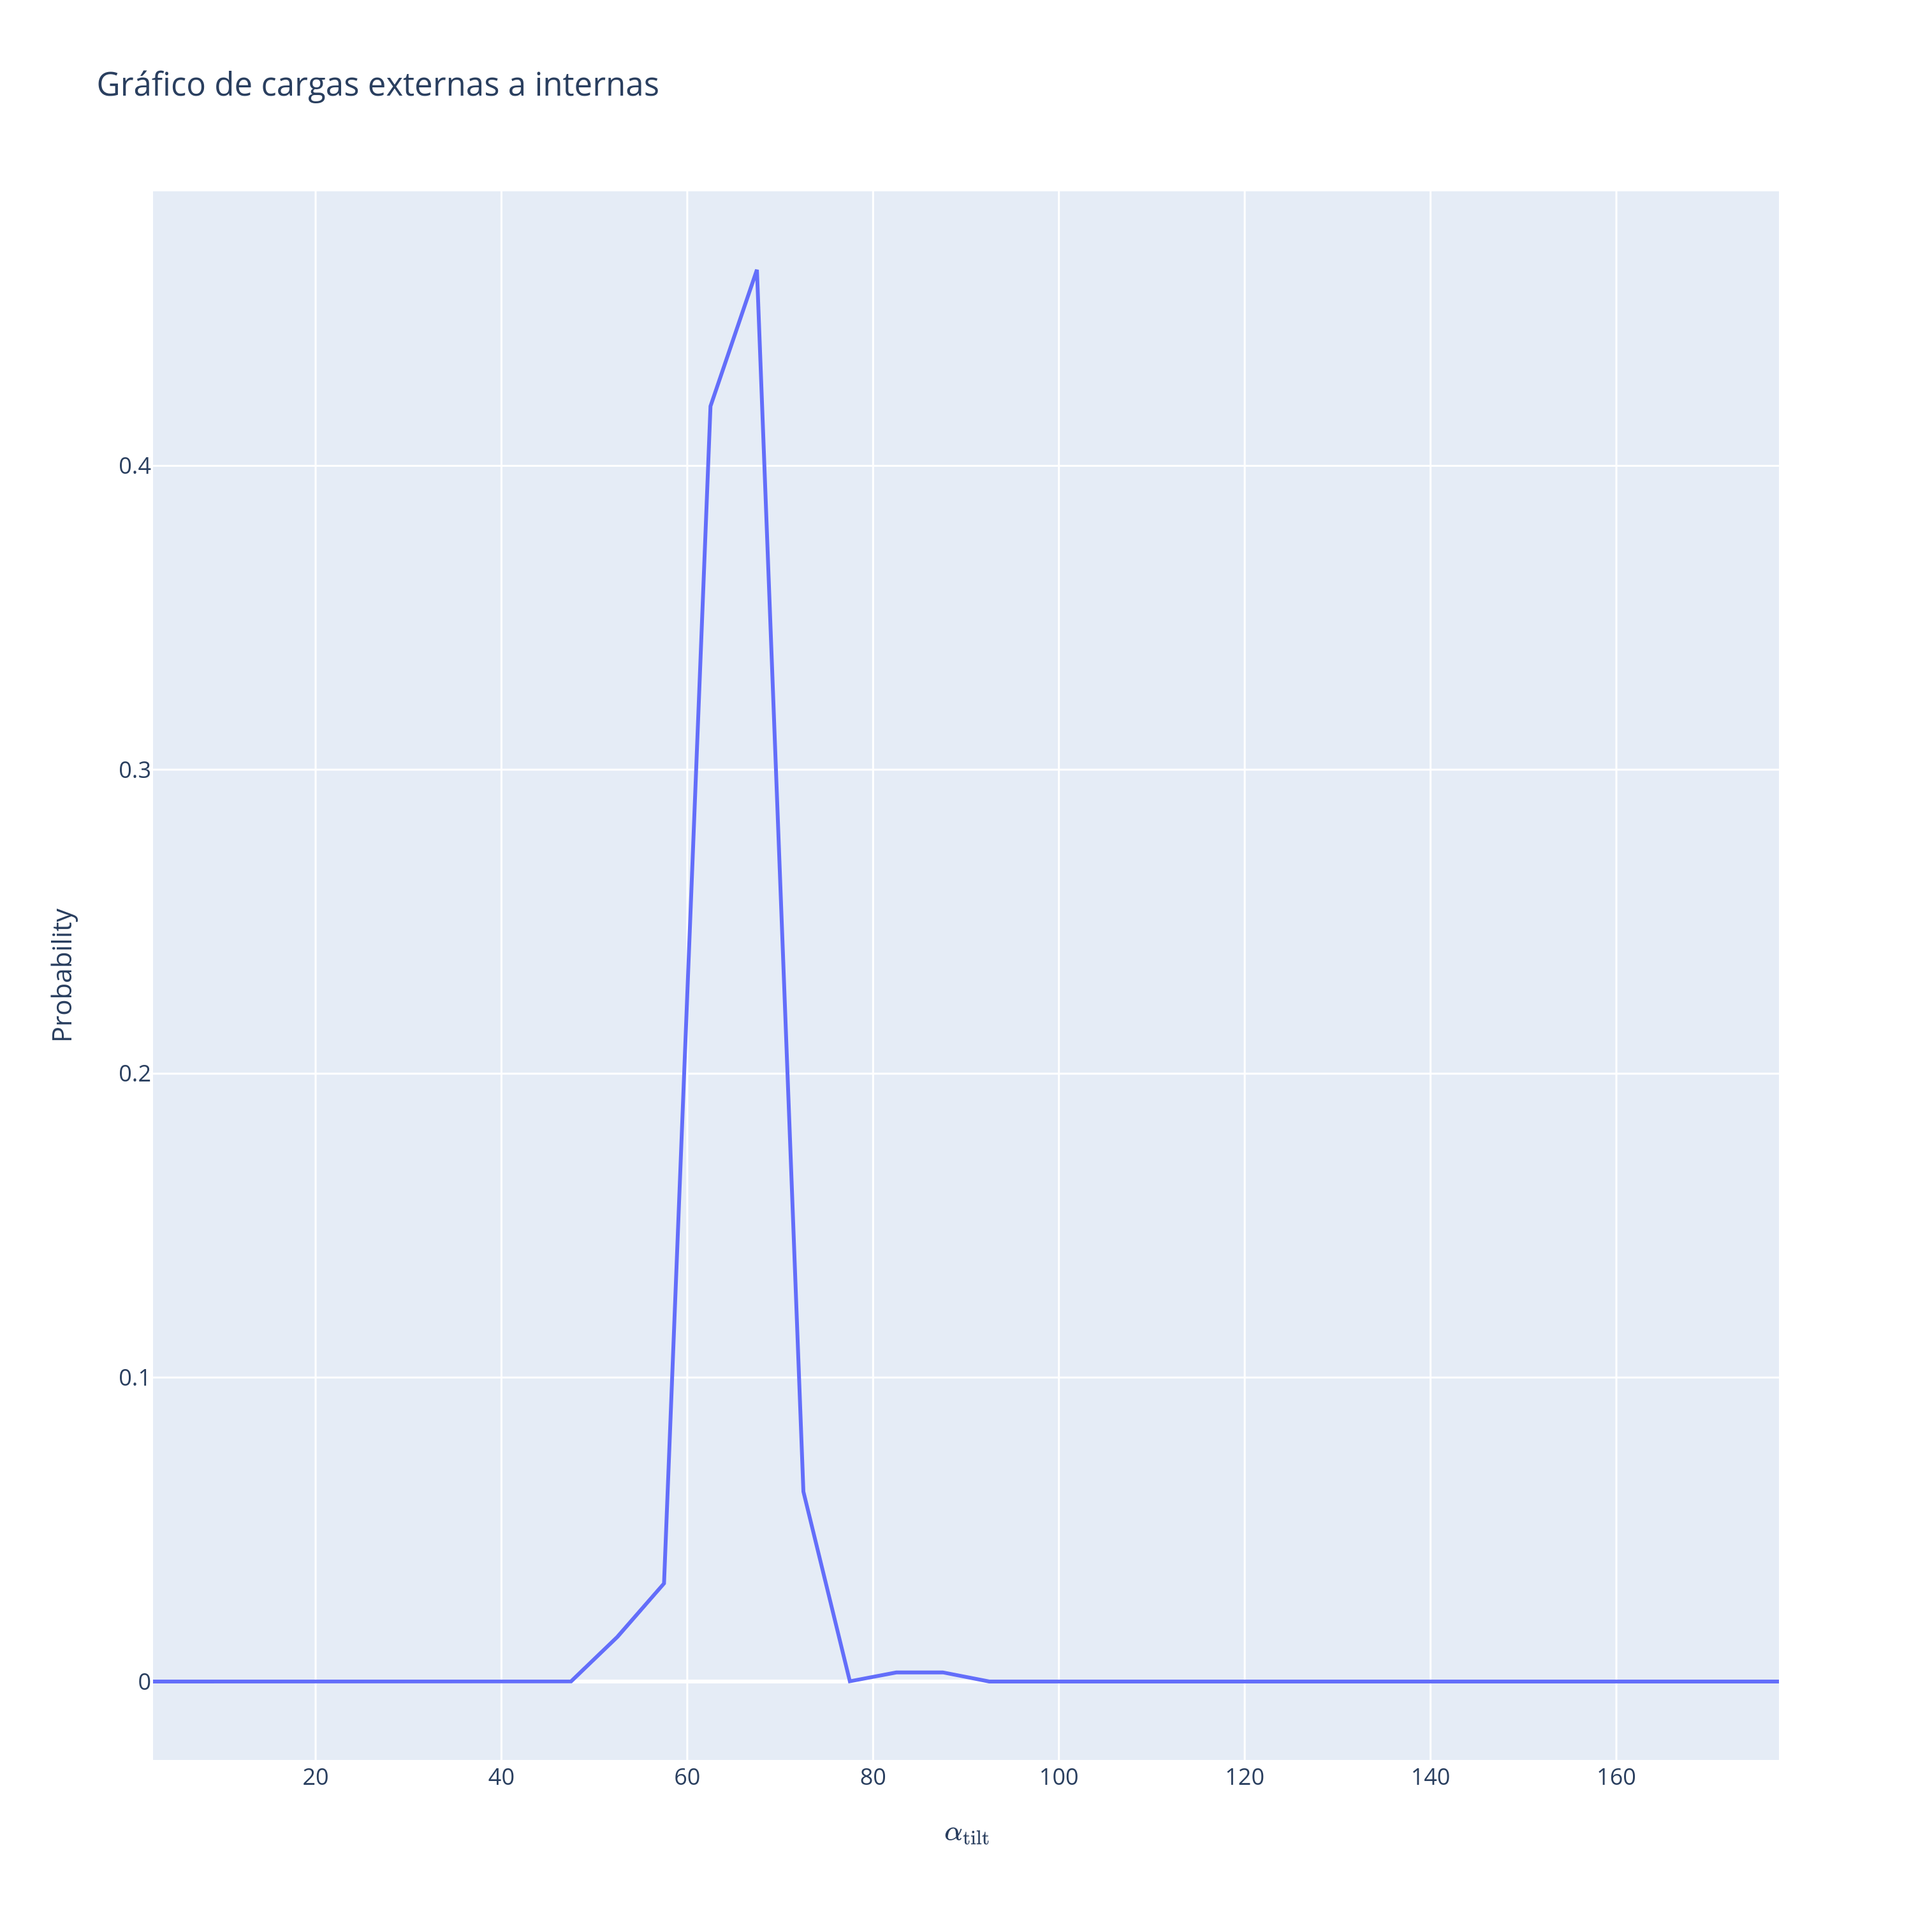 Gráfico de cargas externas a internas
Probability
0.4
0.3
0.2
0.1
0
20 40 60 80 100 120 140 160
α_tilt